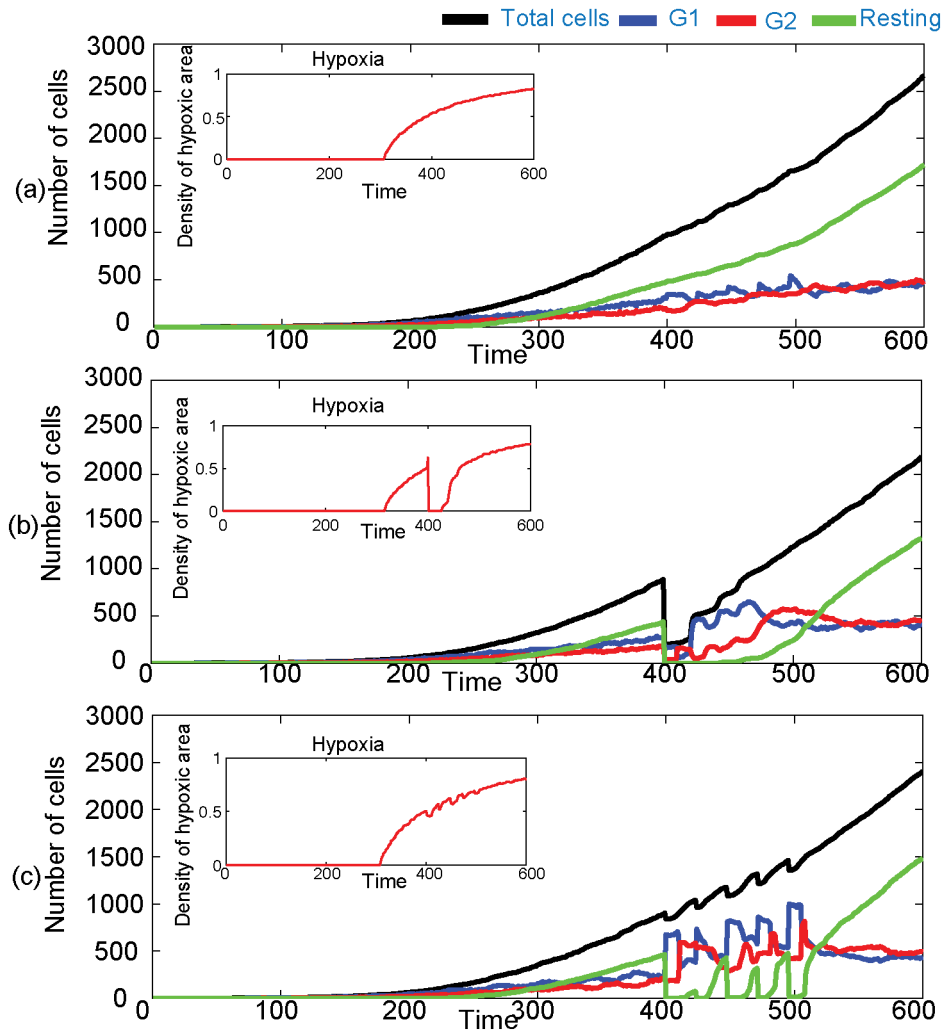 Total cells G1 G2 Resting
(a)
Number of cells
3000
2500
2000
1500
1000
500
0
0 100 200 300 400 500 600
Time
Hypoxia
Density of hypoxic area
1
0.5
0
0 200 400 600
Time
(b)
Number of cells
3000
2500
2000
1500
1000
500
0
0 100 200 300 400 500 600
Time
Hypoxia
Density of hypoxic area
1
0.5
0
0 200 400 600
Time
(c)
Number of cells
3000
2500
2000
1500
1000
500
0
0 100 200 300 400 500 600
Time
Hypoxia
Density of hypoxic area
1
0.5
0
0 200 400 600
Time